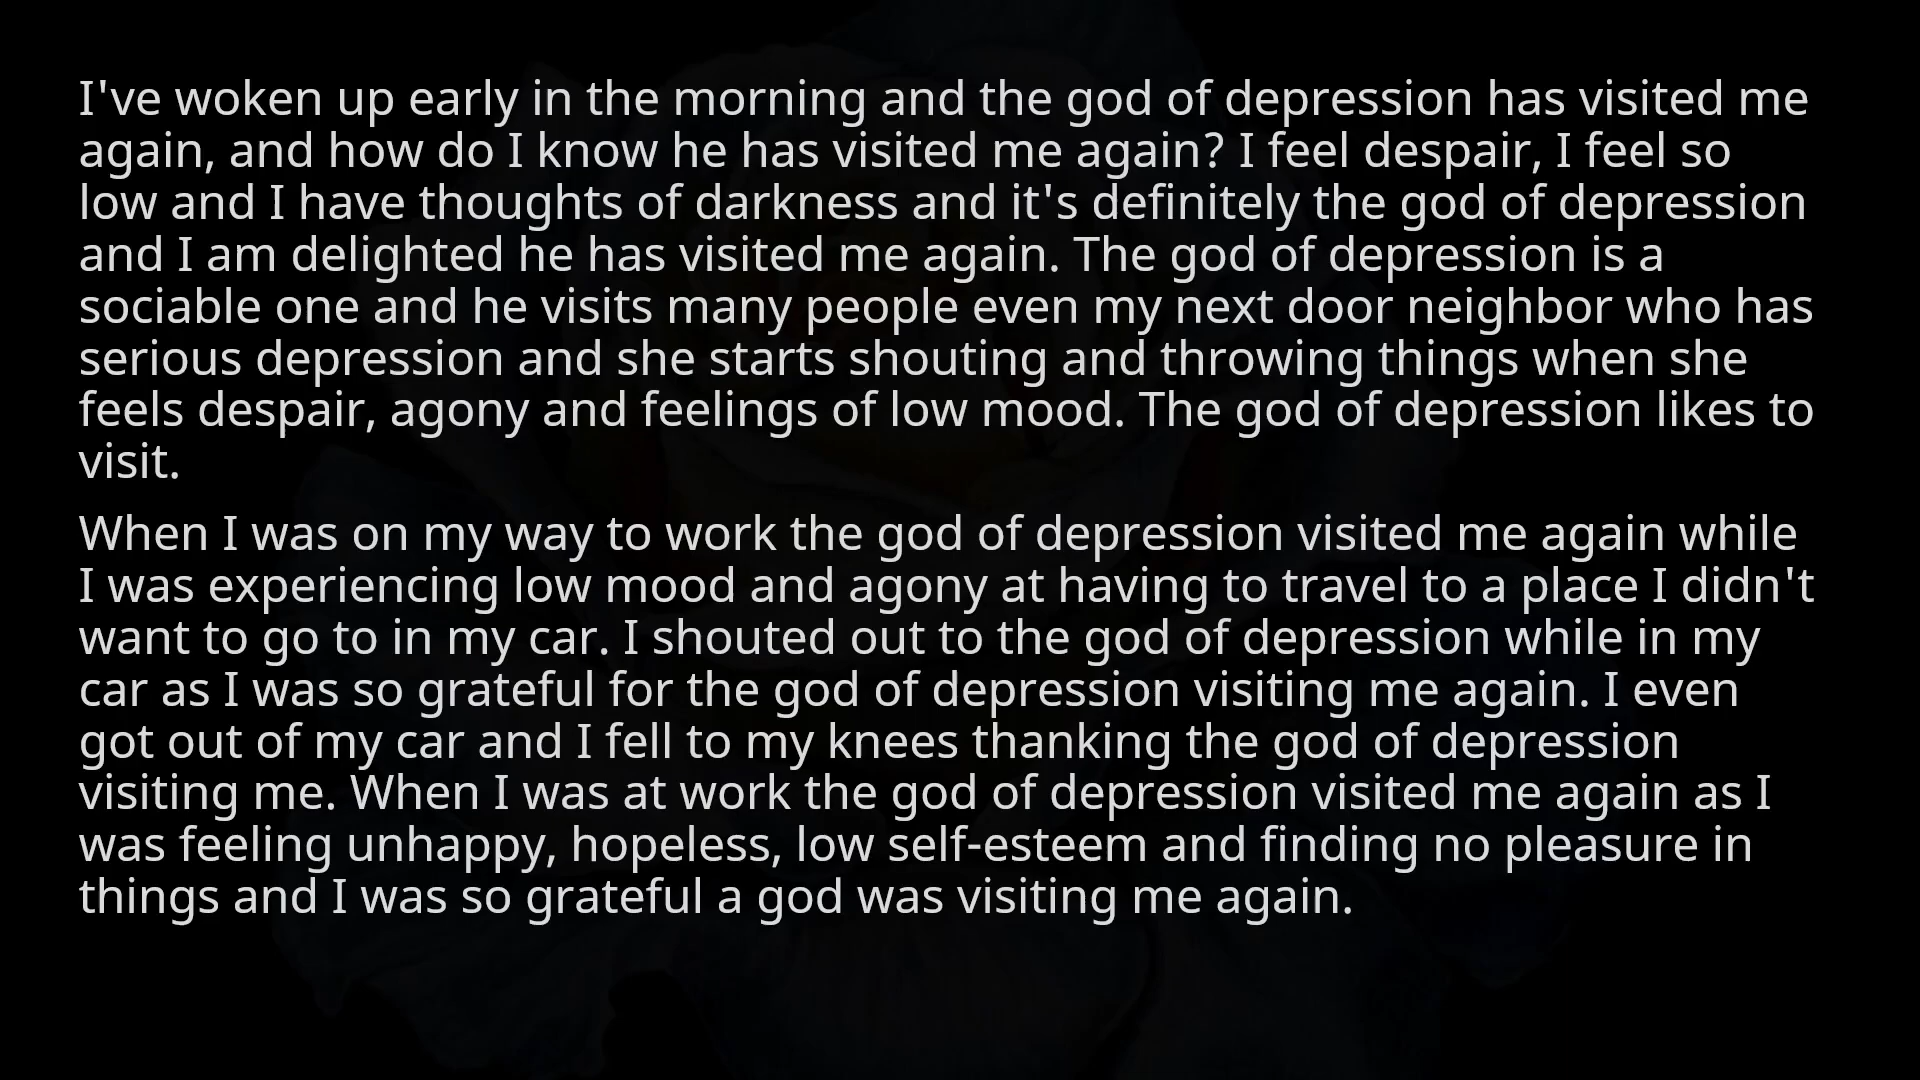 I've woken up early in the morning and the god of depression has visited me
again, and how do I know he has visited me again? I feel despair, I feel so
low and I have thoughts of darkness and it's definitely the god of depression
and I am delighted he has visited me again. The god of depression is a
sociable one and he visits many people even my next door neighbor who has
serious depression and she starts shouting and throwing things when she
feels despair, agony and feelings of low mood. The god of depression likes to
visit.
When I was on my way to work the god of depression visited me again while
I was experiencing low mood and agony at having to travel to a place I didn't
want to go to in my car. I shouted out to the god of depression while in my
car as I was so grateful for the god of depression visiting me again. I even
got out of my car and I fell to my knees thanking the god of depression
visiting me. When I was at work the god of depression visited me again as I
was feeling unhappy, hopeless, low self-esteem and finding no pleasure in
things and I was so grateful a god was visiting me again.